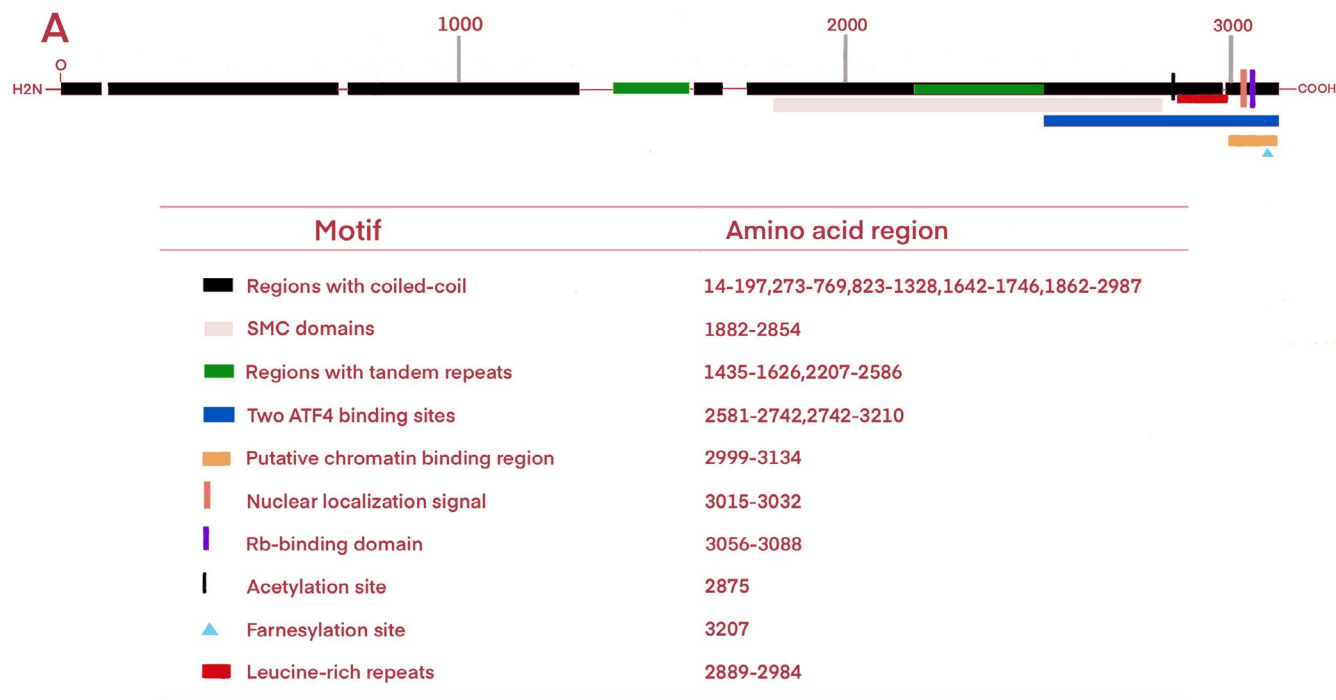 A
1000 2000 3000
O
H2N COOH
Motif Amino acid region
Regions with coiled-coil 14-197,273-769,823-1328,1642-1746,1862-2987
SMC domains 1882-2854
Regions with tandem repeats 1435-1626,2207-2586
Two ATF4 binding sites 2581-2742,2742-3210
Putative chromatin binding region 2999-3134
Nuclear localization signal 3015-3032
Rb-binding domain 3056-3088
Acetylation site 2875
Farnesylation site 3207
Leucine-rich repeats 2889-2984